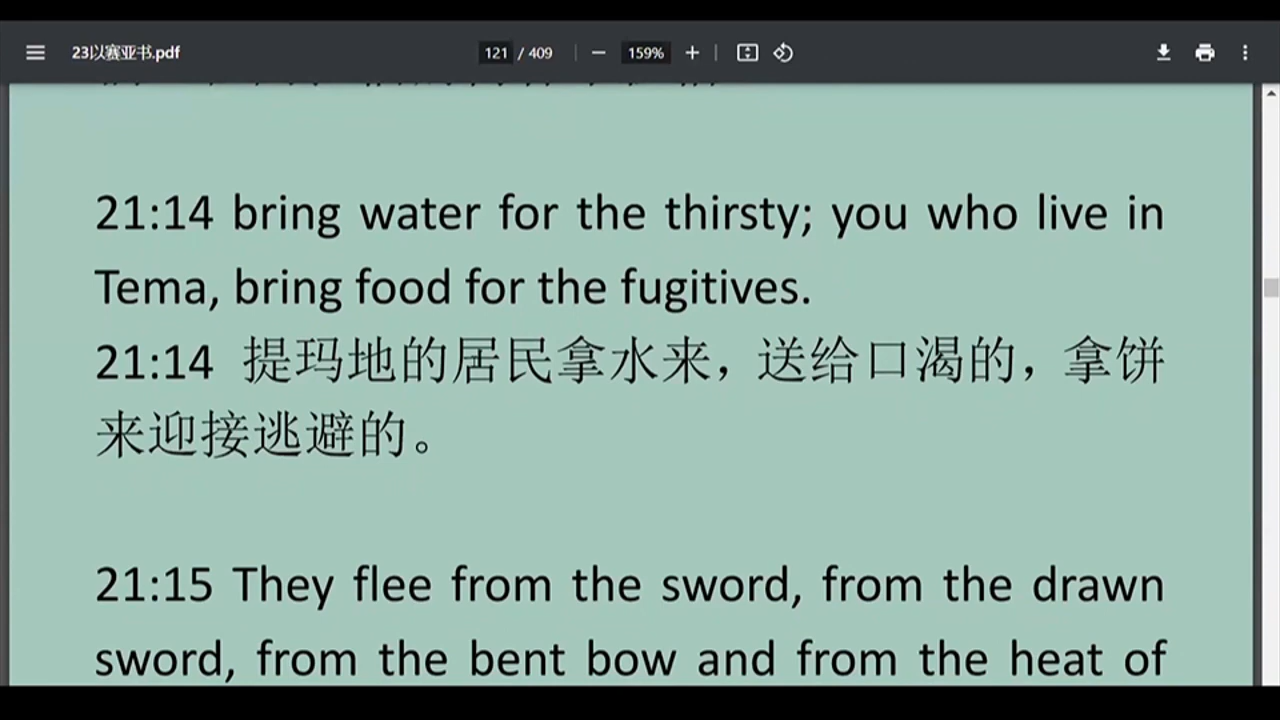 23以赛亚书.pdf
121 / 409
159%
21:14 bring water for the thirsty; you who live in
Tema, bring food for the fugitives.
21:14 提玛地的居民拿水来，送给口渴的，拿饼
来迎接逃避的。
21:15 They flee from the sword, from the drawn
sword, from the bent bow and from the heat of